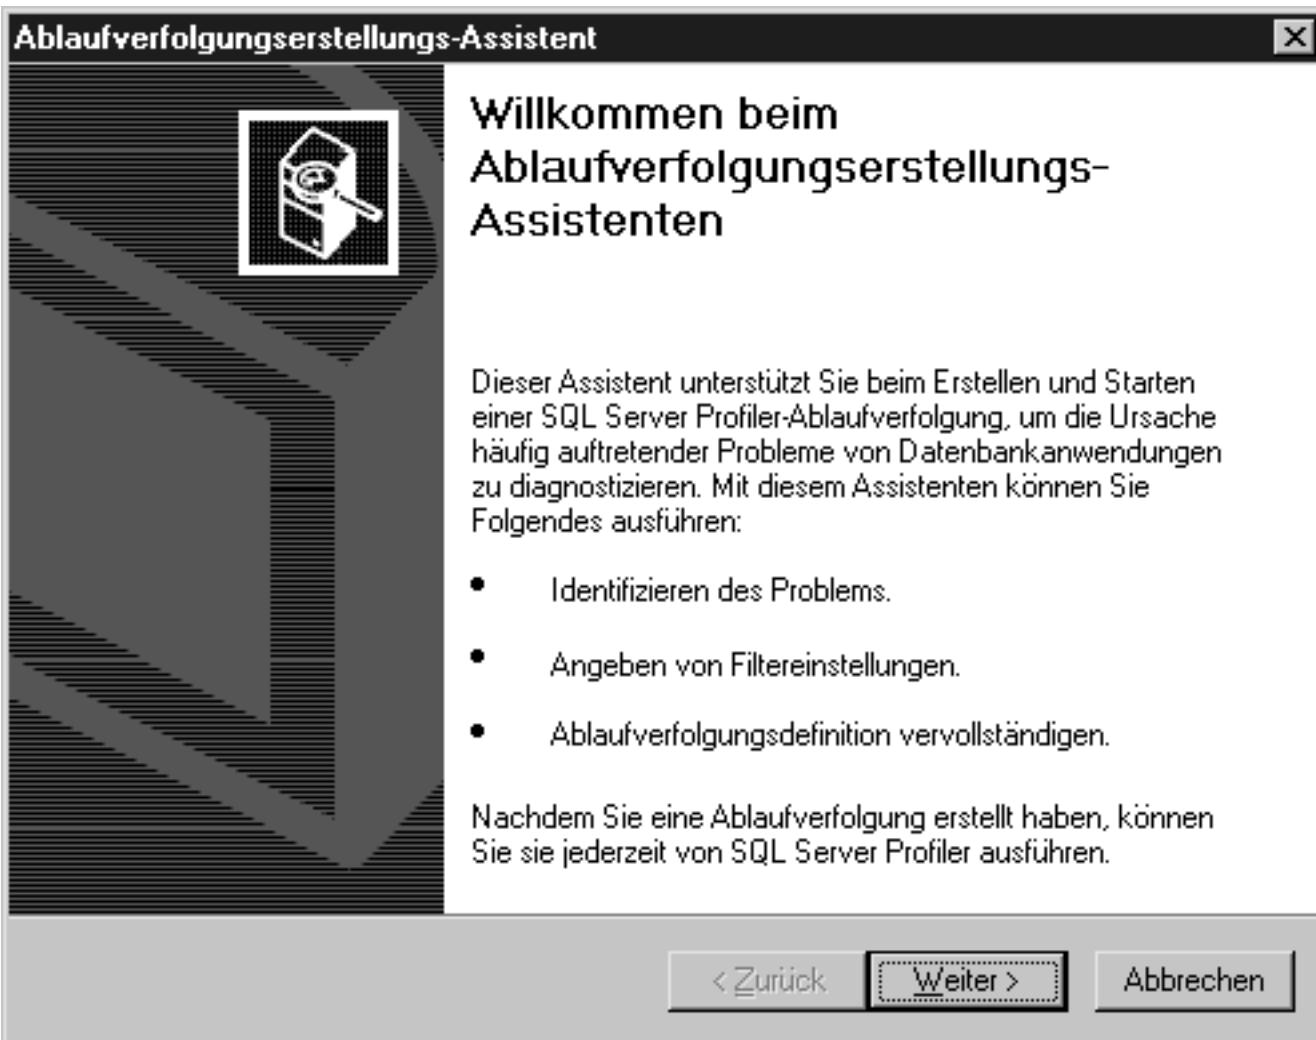 Ablaufverfolgungserstellungs-Assistent
Willkommen beim
Ablaufverfolgungserstellungs-
Assistenten
Dieser Assistent unterstützt Sie beim Erstellen und Starten
einer SQL Server Profiler-Ablaufverfolgung, um die Ursache
häufig auftretender Probleme von Datenbankanwendungen
zu diagnostizieren. Mit diesem Assistenten können Sie
Folgendes ausführen:
• Identifizieren des Problems.
• Angeben von Filtereinstellungen.
• Ablaufverfolgungsdefinition vervollständigen.
Nachdem Sie eine Ablaufverfolgung erstellt haben, können
Sie sie jederzeit von SQL Server Profiler ausführen.
< Zurück Weiter > Abbrechen